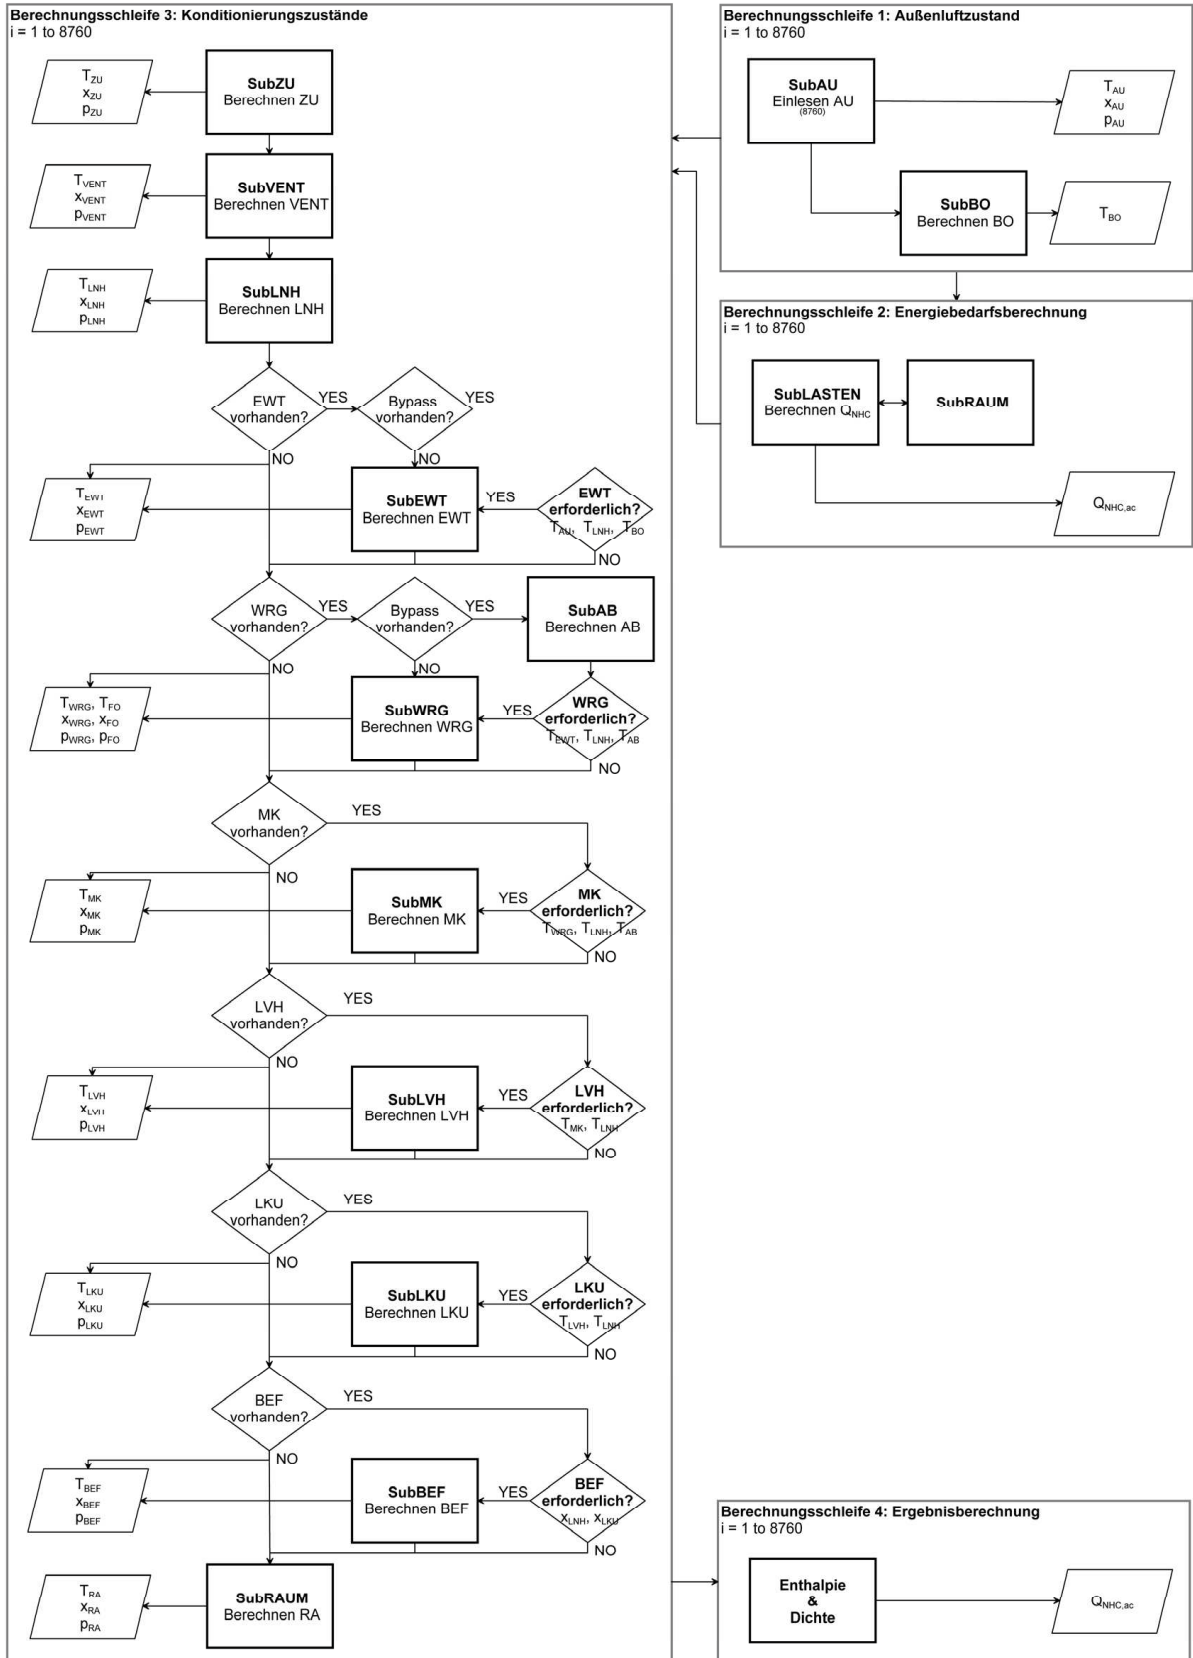 Berechnungsschleife 3: Konditionierungszustände
i = 1 to 8760
T_ZU
x_ZU
p_ZU
SubZU
Berechnen ZU
T_VENT
x_VENT
p_VENT
SubVENT
Berechnen VENT
T_LNH
x_LNH
p_LNH
SubLNH
Berechnen LNH
EWT
vorhanden?
YES
Bypass
vorhanden?
YES
NO
NO
T_EWT
x_EWT
p_EWT
SubEWT
Berechnen EWT
YES
EWT
erforderlich?
T_AU, T_LNH, T_BO
NO
WRG
vorhanden?
YES
Bypass
vorhanden?
YES
SubAB
Berechnen AB
NO
NO
T_WRG, T_FO
x_WRG, x_FO
p_WRG, p_FO
SubWRG
Berechnen WRG
YES
WRG
erforderlich?
T_EWT, T_LNH, T_AB
NO
MK
vorhanden?
YES
NO
T_MK
x_MK
p_MK
SubMK
Berechnen MK
YES
MK
erforderlich?
T_WRG, T_LNH, T_AB
NO
LVH
vorhanden?
YES
NO
T_LVH
x_LVH
p_LVH
SubLVH
Berechnen LVH
YES
LVH
erforderlich?
T_MK, T_LNH
NO
LKU
vorhanden?
YES
NO
T_LKU
x_LKU
p_LKU
SubLKU
Berechnen LKU
YES
LKU
erforderlich?
T_LVH, T_LNH
NO
BEF
vorhanden?
YES
NO
T_BEF
x_BEF
p_BEF
SubBEF
Berechnen BEF
YES
BEF
erforderlich?
x_LNH, x_LKU
NO
T_RA
x_RA
p_RA
SubRAUM
Berechnen RA
Berechnungsschleife 1: Außenluftzustand
i = 1 to 8760
SubAU
Einlesen AU
(8760)
T_AU
x_AU
p_AU
SubBO
Berechnen BO
T_BO
Berechnungsschleife 2: Energiebedarfsberechnung
i = 1 to 8760
SubLASTEN
Berechnen Q_NHC
SubRAUM
Q_NHC,ac
Berechnungsschleife 4: Ergebnisberechnung
i = 1 to 8760
Enthalpie
&
Dichte
Q_NHC,ac